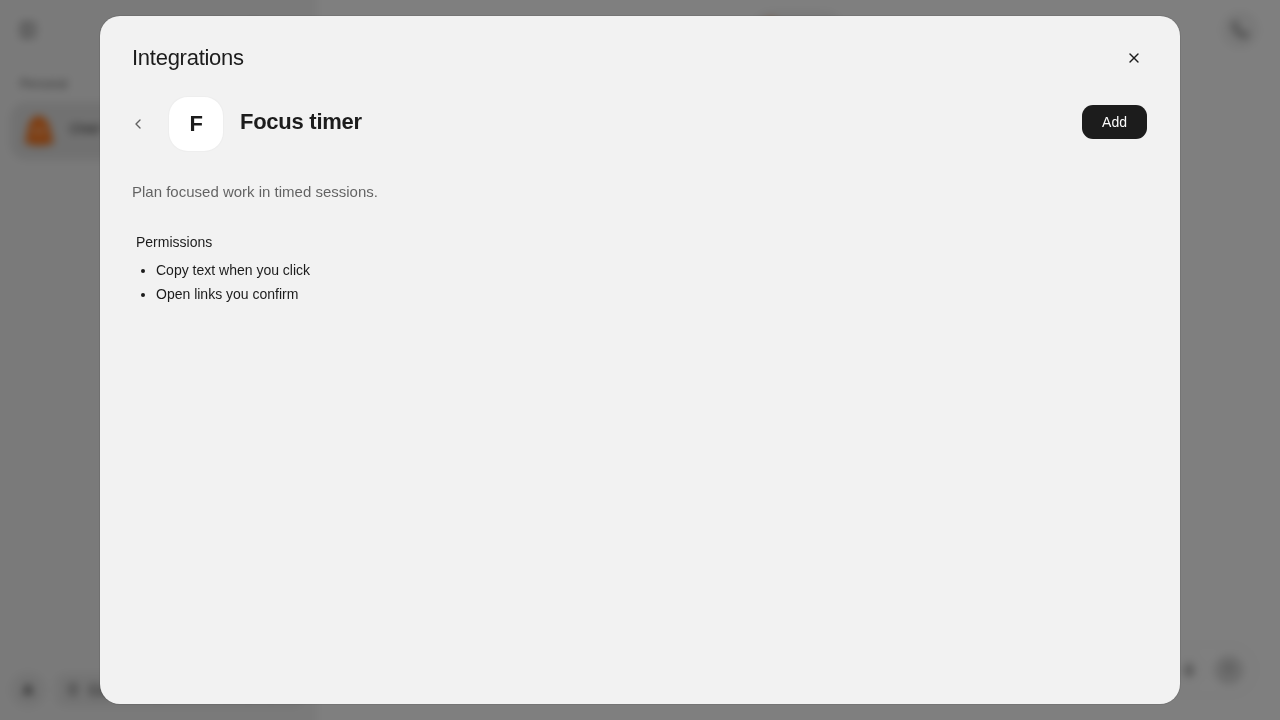 Integrations
F
Focus timer
Add
Plan focused work in timed sessions.
Permissions
Copy text when you click
Open links you confirm